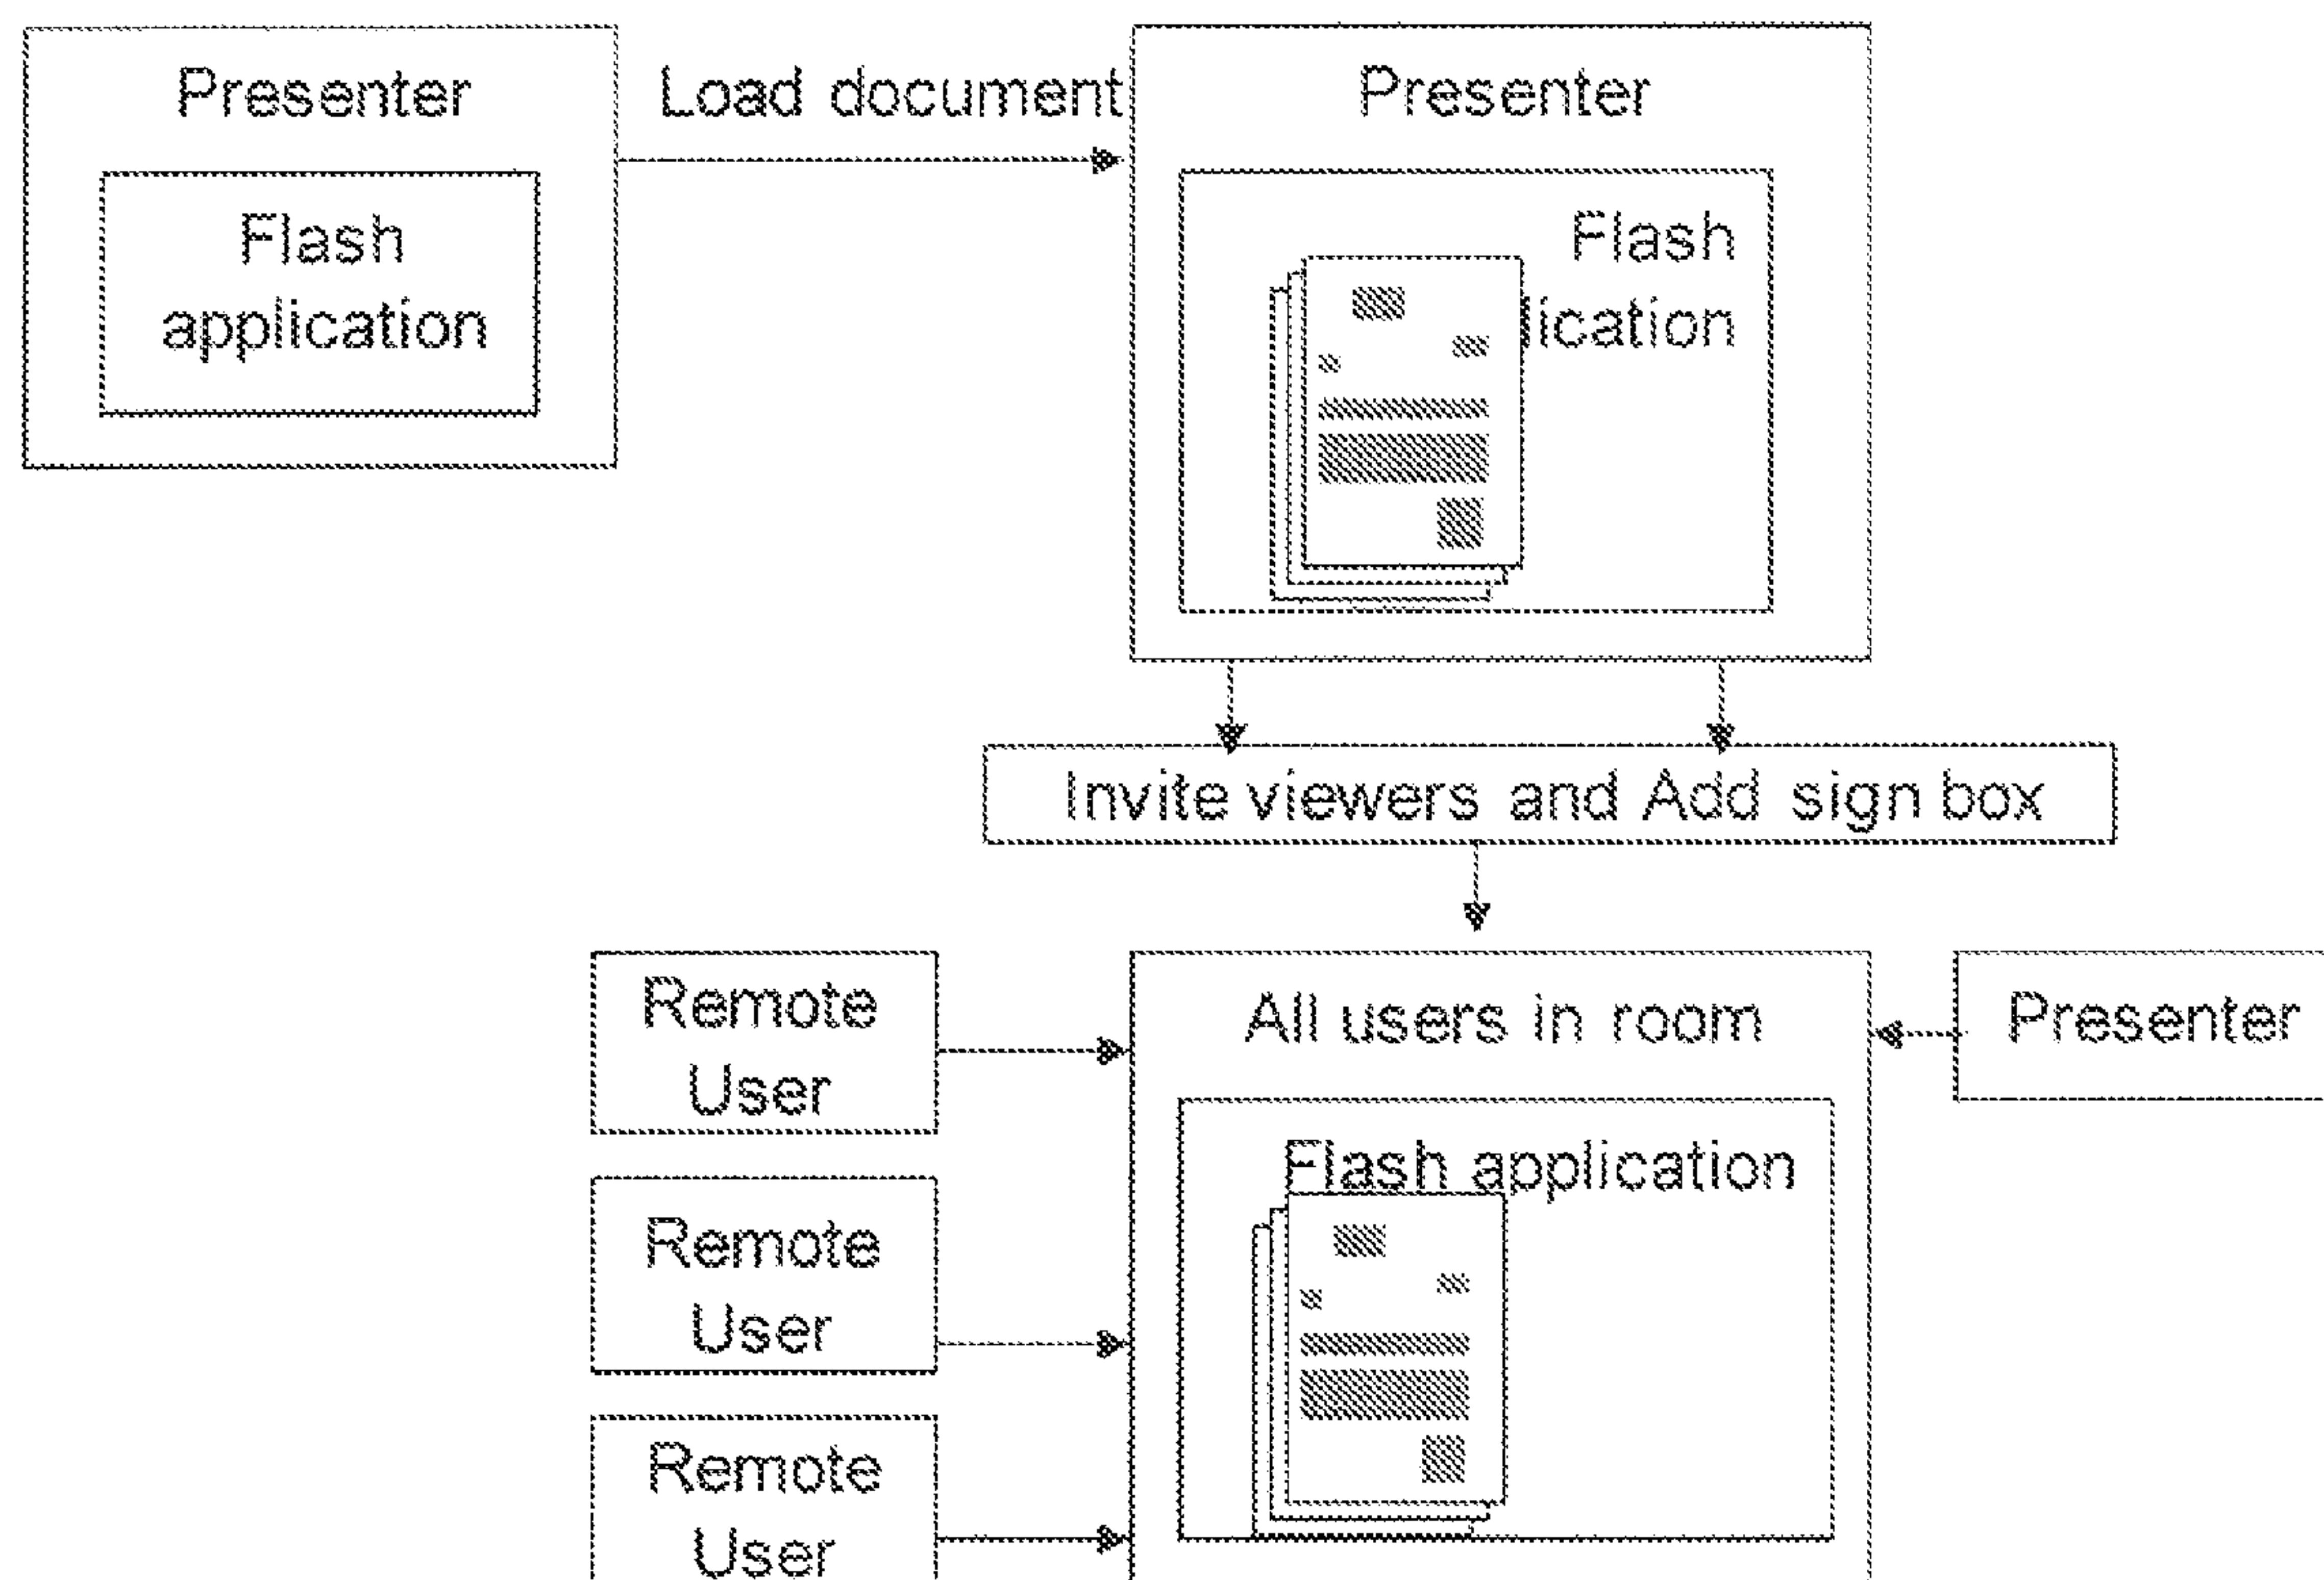 Presenter
Flash
application
Load document
Presenter
Flash
lication
Invite viewers and Add sign box
Remote
User
All users in room
Presenter
Flash application
Remote
User
Remote
User